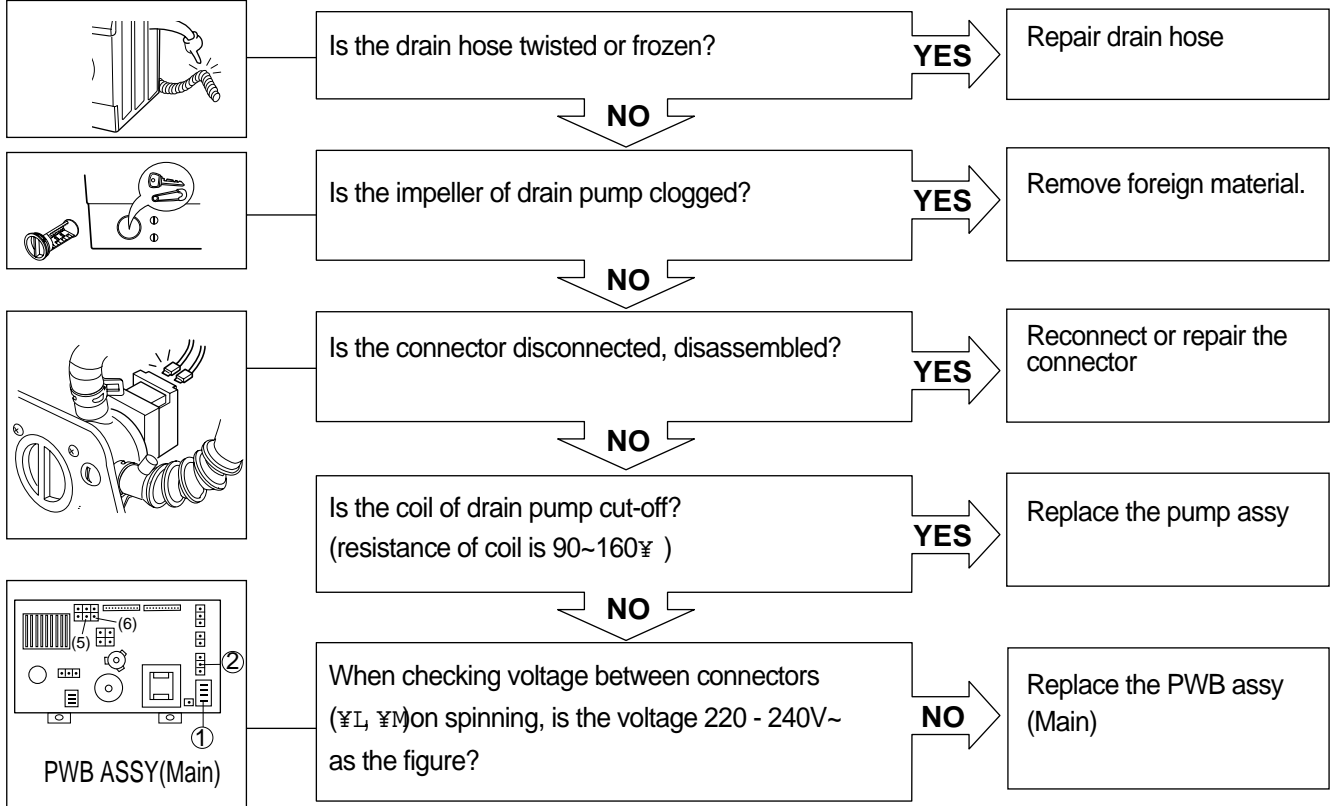 Is the drain hose twisted or frozen?
YES
Repair drain hose
NO
Is the impeller of drain pump clogged?
YES
Remove foreign material.
NO
Is the connector disconnected, disassembled?
YES
Reconnect or repair the
connector
NO
Is the coil of drain pump cut-off?
(resistance of coil is 90~160¥ )
YES
Replace the pump assy
NO
(5)
(6)
②
①
PWB ASSY(Main)
When checking voltage between connectors
(¥L, ¥M)on spinning, is the voltage 220 - 240V~
as the figure?
NO
Replace the PWB assy
(Main)